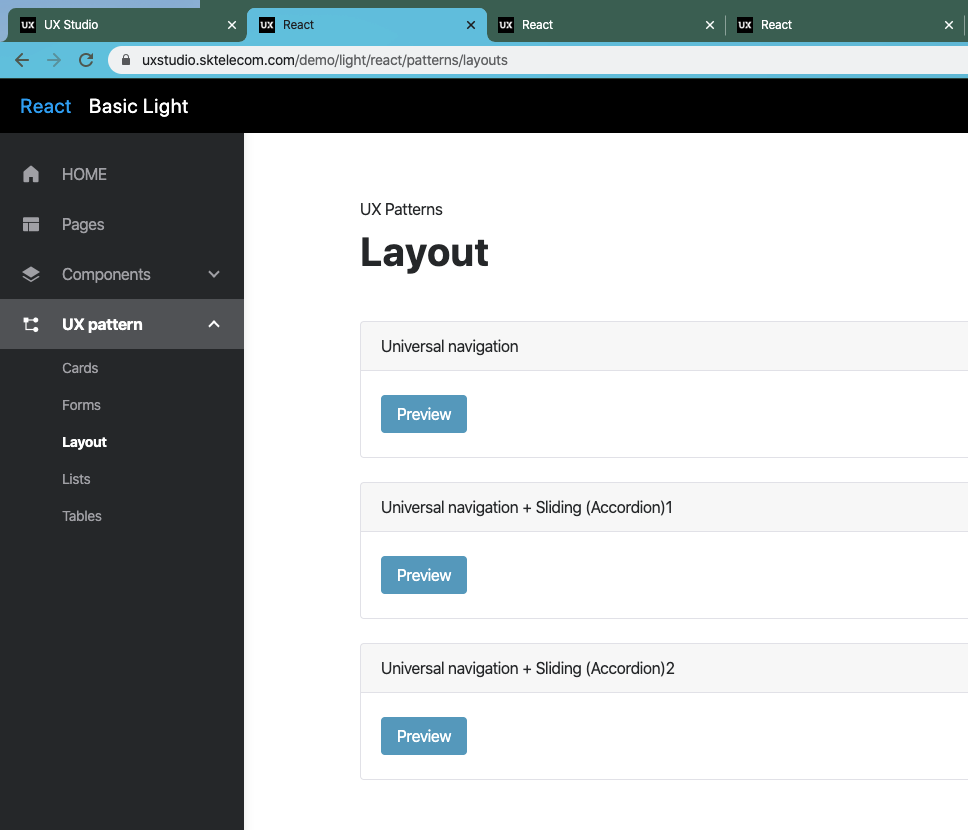 UX UX Studio
UX React
UX React
UX React
uxstudio.sktelecom.com/demo/light/react/patterns/layouts
React Basic Light
HOME
Pages
Components
UX pattern
Cards
Forms
Layout
Lists
Tables
UX Patterns
Layout
Universal navigation
Preview
Universal navigation + Sliding (Accordion)1
Preview
Universal navigation + Sliding (Accordion)2
Preview